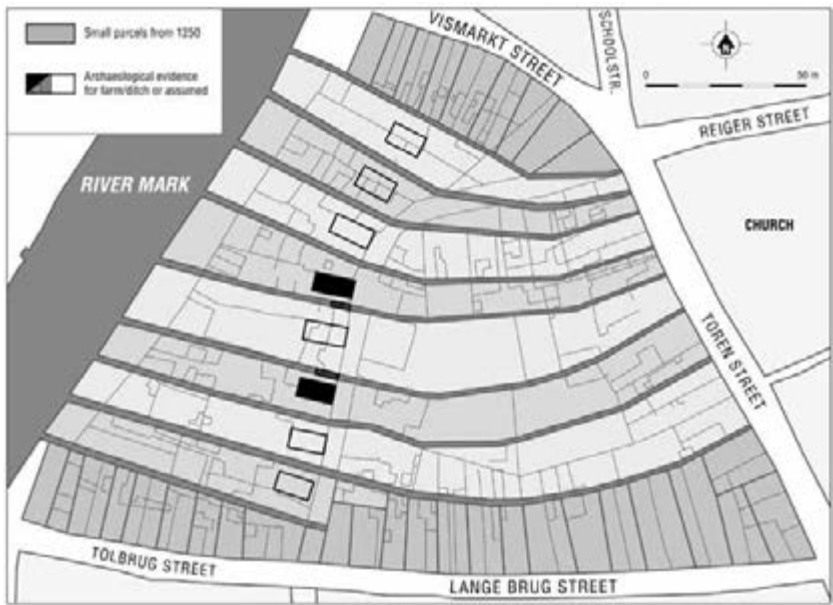 Small parcels from 1250
Archaeological evidence
for farm/ditch or assumed
VISMARKT STREET
SCHOOLSTR.
0 50 m
REIGER STREET
RIVER MARK
CHURCH
TOREN STREET
TOLBRUG STREET
LANGE BRUG STREET